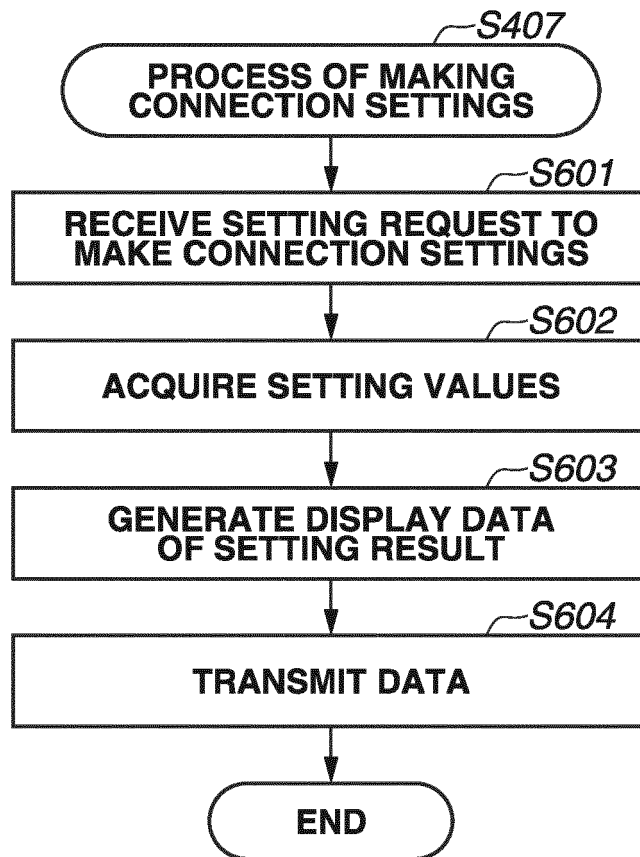 S407
PROCESS OF MAKING
CONNECTION SETTINGS
S601
RECEIVE SETTING REQUEST TO
MAKE CONNECTION SETTINGS
S602
ACQUIRE SETTING VALUES
S603
GENERATE DISPLAY DATA
OF SETTING RESULT
S604
TRANSMIT DATA
END